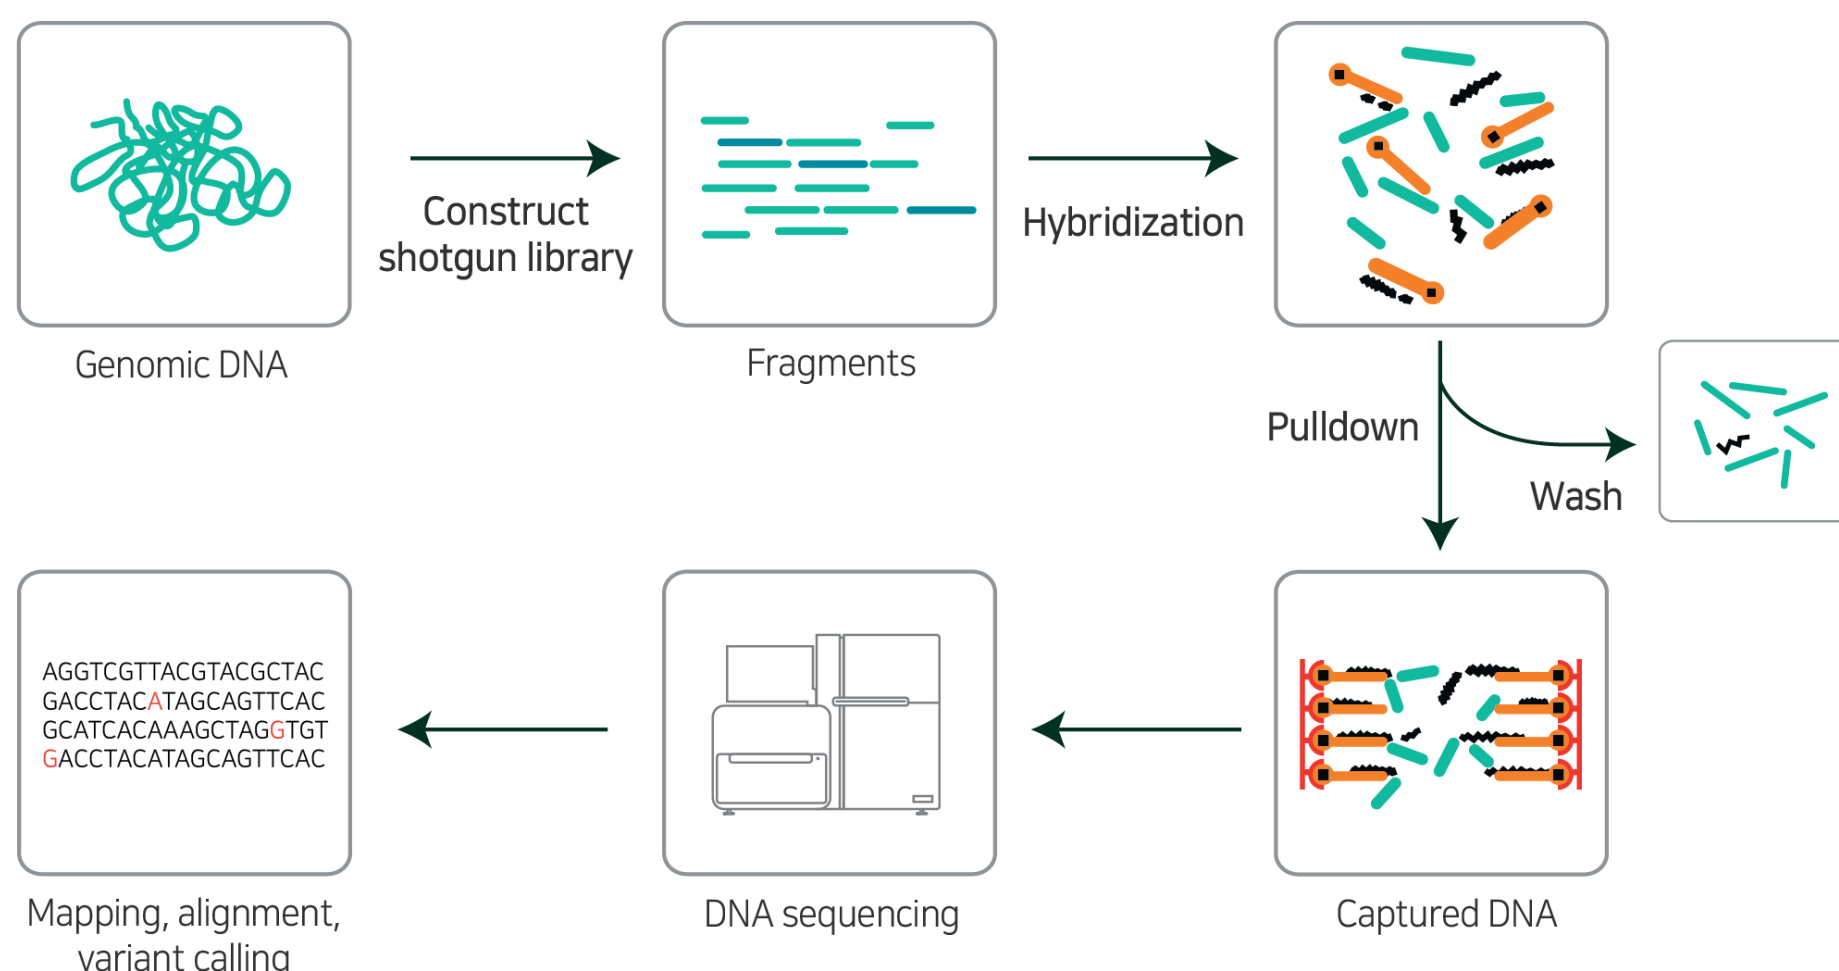 Construct
shotgun library
Hybridization
Genomic DNA
Fragments
Pulldown
Wash
AGGTCGTTACGTACGCTAC
GACCTACATAGCAGTTCAC
GCATCACAAAGCTAGGTGT
GACCTACATAGCAGTTCAC
Mapping, alignment,
variant calling
DNA sequencing
Captured DNA